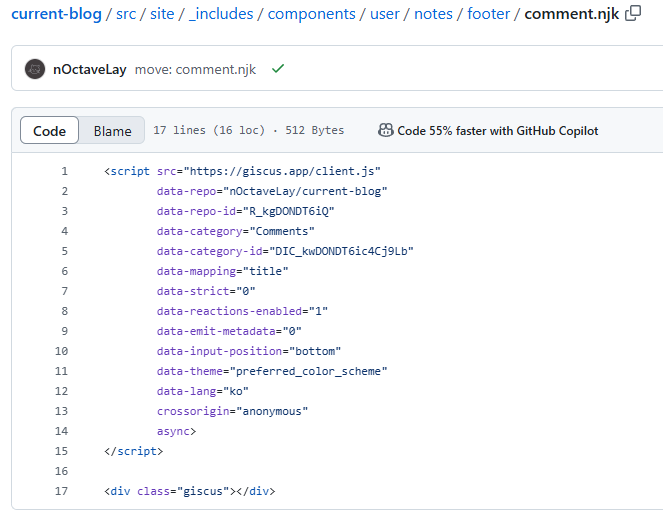 current-blog / src / site / _includes / components / user / notes / footer / comment.njk
nOctaveLay move: comment.njk
Code Blame 17 lines (16 loc) · 512 Bytes Code 55% faster with GitHub Copilot
1 <script src="https://giscus.app/client.js"
2 data-repo="nOctaveLay/current-blog"
3 data-repo-id="R_kgDONDT6iQ"
4 data-category="Comments"
5 data-category-id="DIC_kwDONDT6ic4Cj9Lb"
6 data-mapping="title"
7 data-strict="0"
8 data-reactions-enabled="1"
9 data-emit-metadata="0"
10 data-input-position="bottom"
11 data-theme="preferred_color_scheme"
12 data-lang="ko"
13 crossorigin="anonymous"
14 async>
15 </script>
16
17 <div class="giscus"></div>